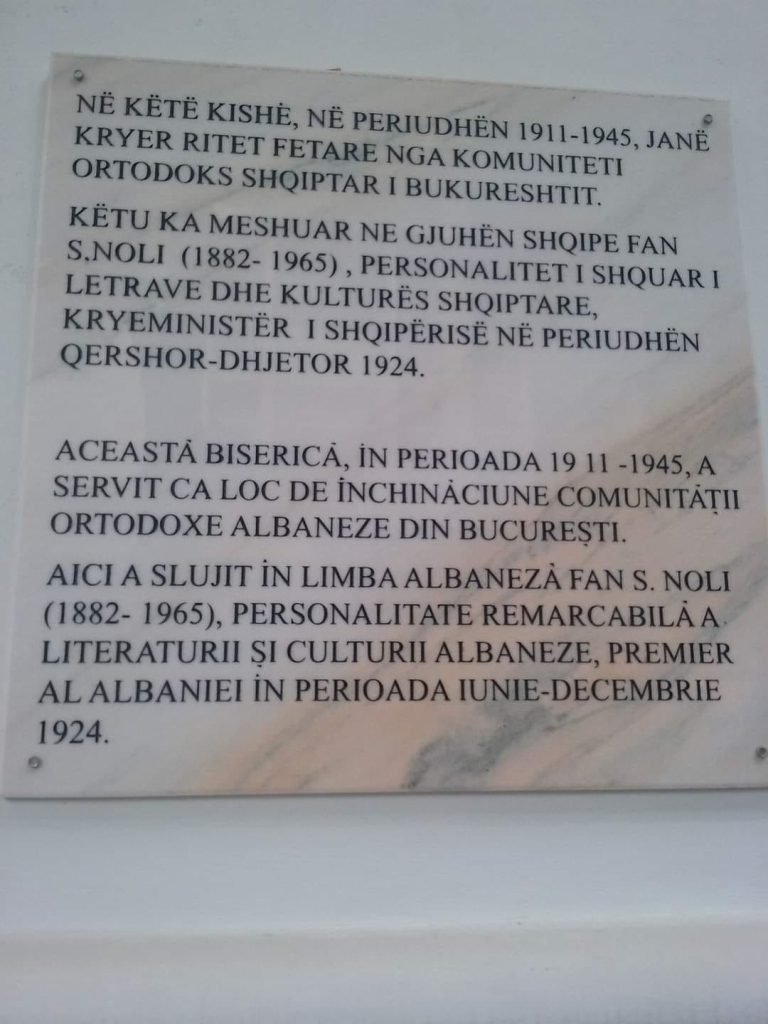 NË KËTË KISHË, NË PERIUDHËN 1911-1945, JANË
KRYER RITET FETARE NGA KOMUNITETI
ORTODOKS SHQIPTAR I BUKURESHTIT.
KËTU KA MESHUAR NE GJUHËN SHQIPE FAN
S.NOLI (1882- 1965) , PERSONALITET I SHQUAR I
LETRAVE DHE KULTURËS SHQIPTARE,
KRYEMINISTËR I SHQIPËRISË NË PERIUDHËN
QERSHOR-DHJETOR 1924.
ACEASTĂ BISERICĂ, ÎN PERIOADA 19 11 -1945, A
SERVIT CA LOC DE ÎNCHINĂCIUNE COMUNITĂȚII
ORTODOXE ALBANEZE DIN BUCUREȘTI.
AICI A SLUJIT ÎN LIMBA ALBANEZĂ FAN S. NOLI
(1882- 1965), PERSONALITATE REMARCABILĂ A
LITERATURII ȘI CULTURII ALBANEZE, PREMIER
AL ALBANIEI ÎN PERIOADA IUNIE-DECEMBRIE
1924.